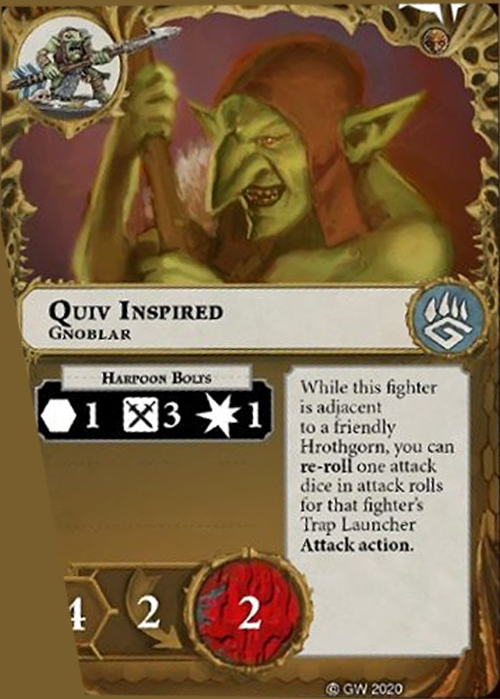 QUIV INSPIRED
GNOBLAR
HARPOON BOLTS
1 3 1
While this fighter
is adjacent
to a friendly
Hrothgorn, you can
re-roll one attack
dice in attack rolls
for that fighter's
Trap Launcher
Attack action.
4 2 2
© GW 2020